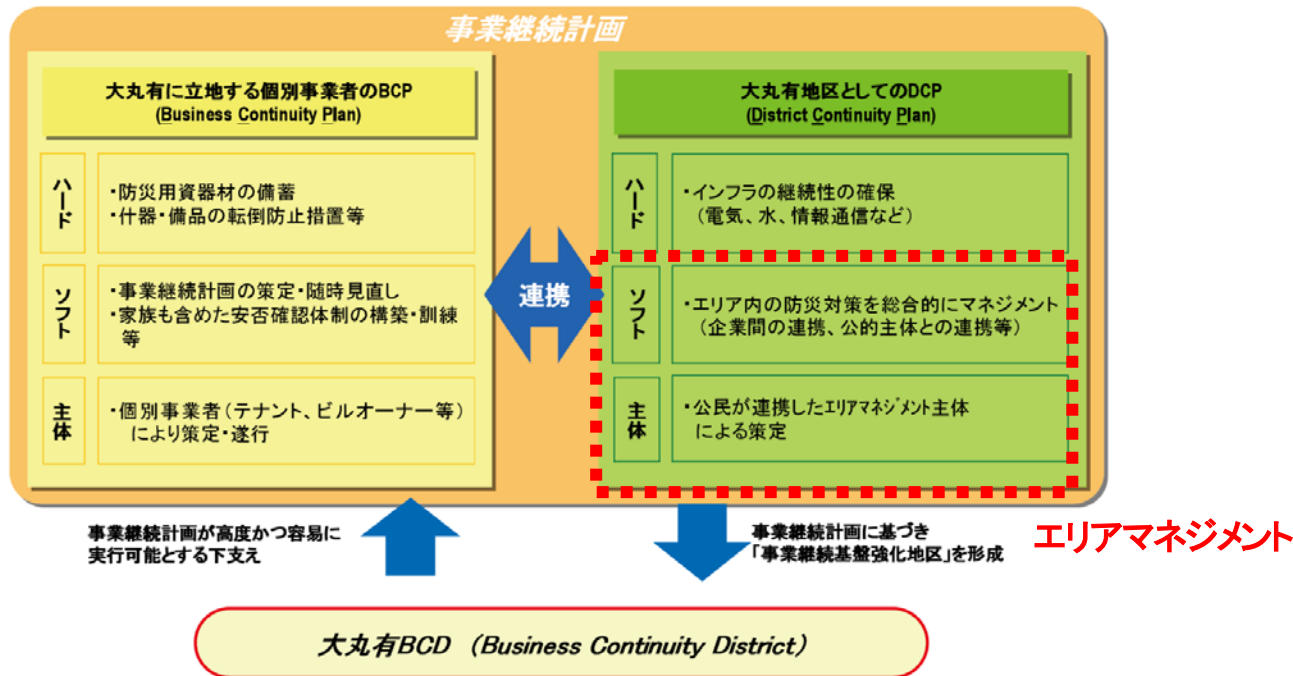 事業継続計画
大丸有に立地する個別事業者のBCP
(Business Continuity Plan)
ハード
・防災用資器材の備蓄
・什器・備品の転倒防止措置等
ソフト
・事業継続計画の策定・随時見直し
・家族も含めた安否確認体制の構築・訓練
等
主体
・個別事業者(テナント、ビルオーナー等)
により策定・遂行
連携
大丸有地区としてのDCP
(District Continuity Plan)
ハード
・インフラの継続性の確保
(電気、水、情報通信など)
ソフト
・エリア内の防災対策を総合的にマネジメント
(企業間の連携、公的主体との連携等)
主体
・公民が連携したエリアマネジメント主体
による策定
事業継続計画が高度かつ容易に
実行可能とする下支え
事業継続計画に基づき
「事業継続基盤強化地区」を形成
エリアマネジメント
大丸有BCD (Business Continuity District)